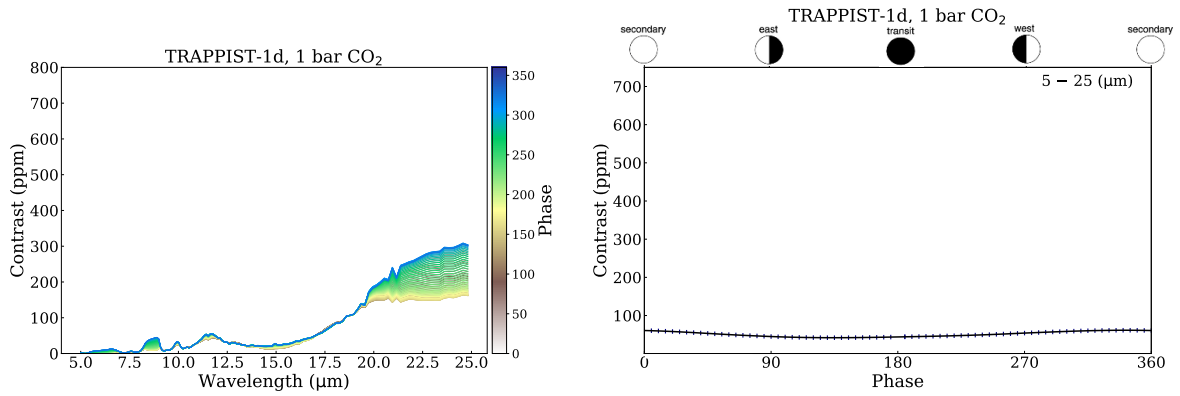 TRAPPIST-1d, 1 bar CO₂
800
700
600
500
400
300
200
100
0
Contrast (ppm)
5.0 7.5 10.0 12.5 15.0 17.5 20.0 22.5 25.0
Wavelength (μm)
350
300
250
200
150
100
50
0
Phase
TRAPPIST-1d, 1 bar CO₂
secondary east transit west secondary
5 − 25 (μm)
700
600
500
400
300
200
100
Contrast (ppm)
0 90 180 270 360
Phase